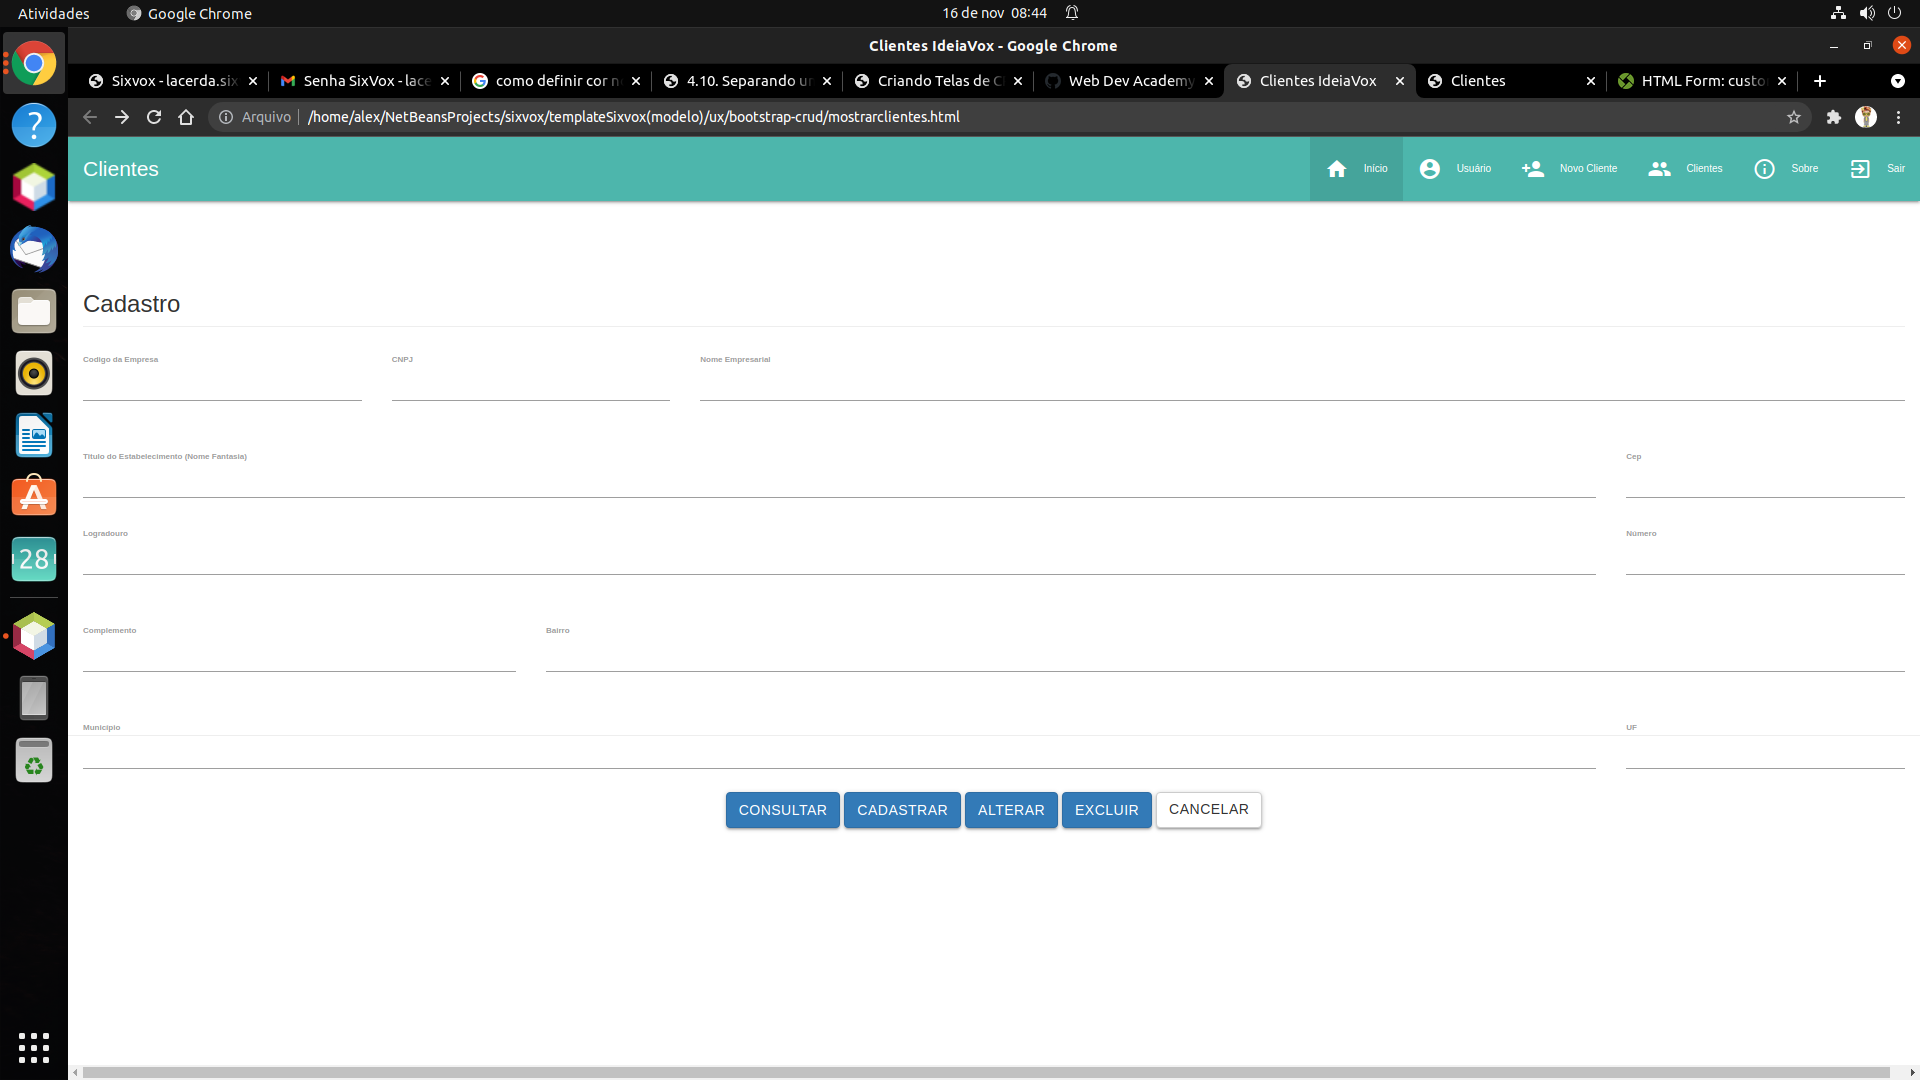 Atividades Google Chrome 16 de nov 08:44
Clientes IdeiaVox - Google Chrome
Sixvox - lacerda.six Senha SixVox - lace como definir cor n 4.10. Separando u Criando Telas de C Web Dev Academy Clientes IdeiaVox Clientes HTML Form: custo
Arquivo /home/alex/NetBeansProjects/sixvox/templateSixvox(modelo)/ux/bootstrap-crud/mostrarclientes.html
Clientes Início Usuário Novo Cliente Clientes Sobre Sair
Cadastro
Codigo da Empresa CNPJ Nome Empresarial
Titulo do Estabelecimento (Nome Fantasia) Cep
Logradouro Número
Complemento Bairro
Município UF
CONSULTAR CADASTRAR ALTERAR EXCLUIR CANCELAR
28